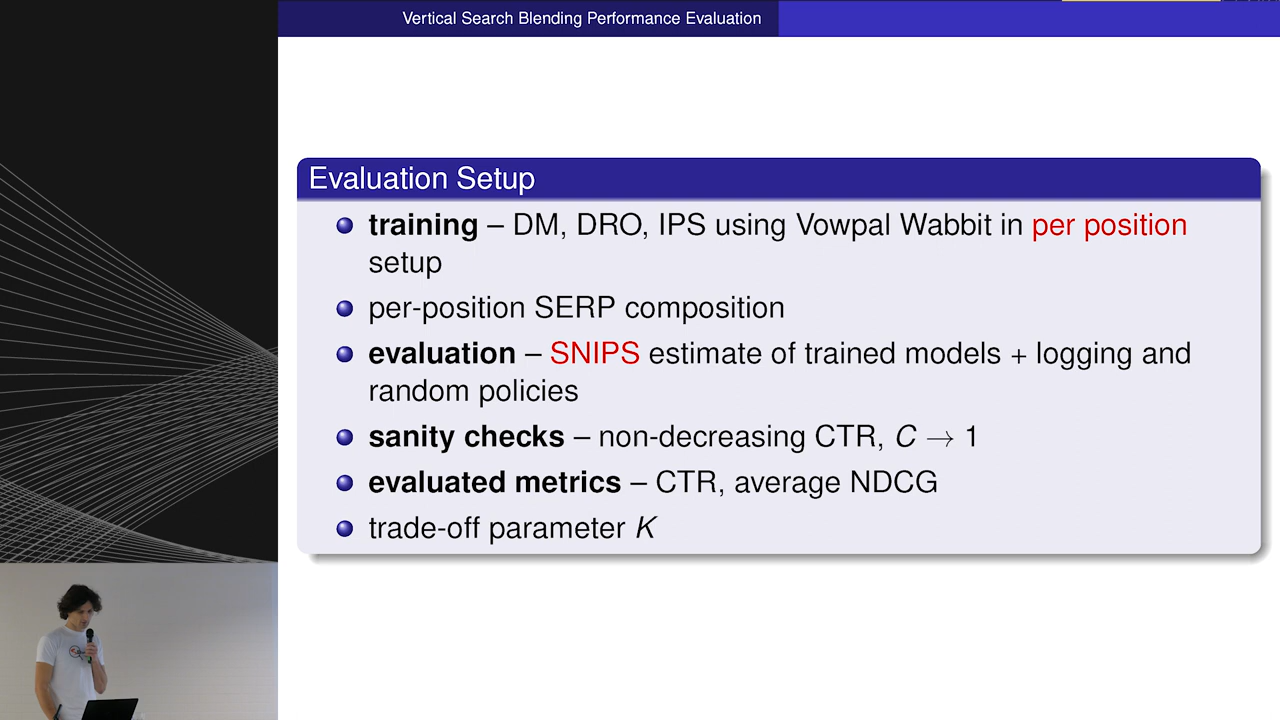 Vertical Search Blending Performance Evaluation
Evaluation Setup
training – DM, DRO, IPS using Vowpal Wabbit in per position
setup
per-position SERP composition
evaluation – SNIPS estimate of trained models + logging and
random policies
sanity checks – non-decreasing CTR, C → 1
evaluated metrics – CTR, average NDCG
trade-off parameter K